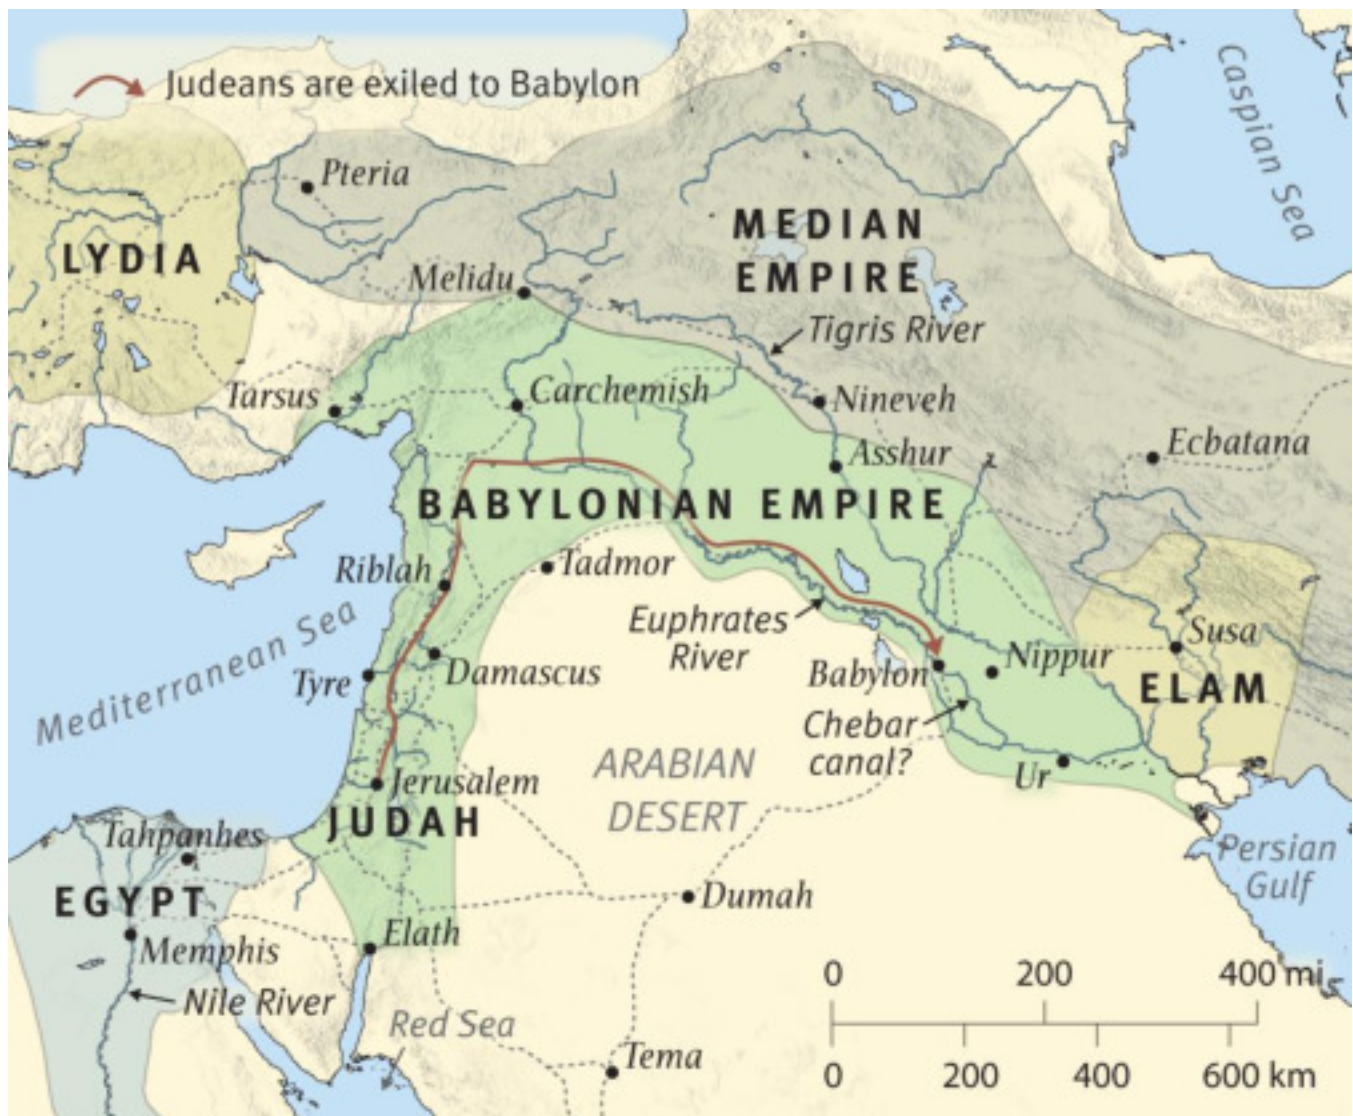 Judeans are exiled to Babylon
Caspian Sea
Pteria
LYDIA
MEDIAN
EMPIRE
Melidu
Tigris River
Tarsus
Carchemish
Nineveh
Ecbatana
Asshur
BABYLONIAN EMPIRE
Riblah
Tadmor
Mediterranean Sea
Euphrates
River
Susa
Nippur
Tyre
Damascus
Babylon
ELAM
Chebar
canal?
ARABIAN
DESERT
Ur
Jerusalem
JUDAH
Tahpanhes
Persian
Gulf
EGYPT
Dumah
Elath
Memphis
Nile River
Red Sea
Tema
0 200 400 mi.
0 200 400 600 km